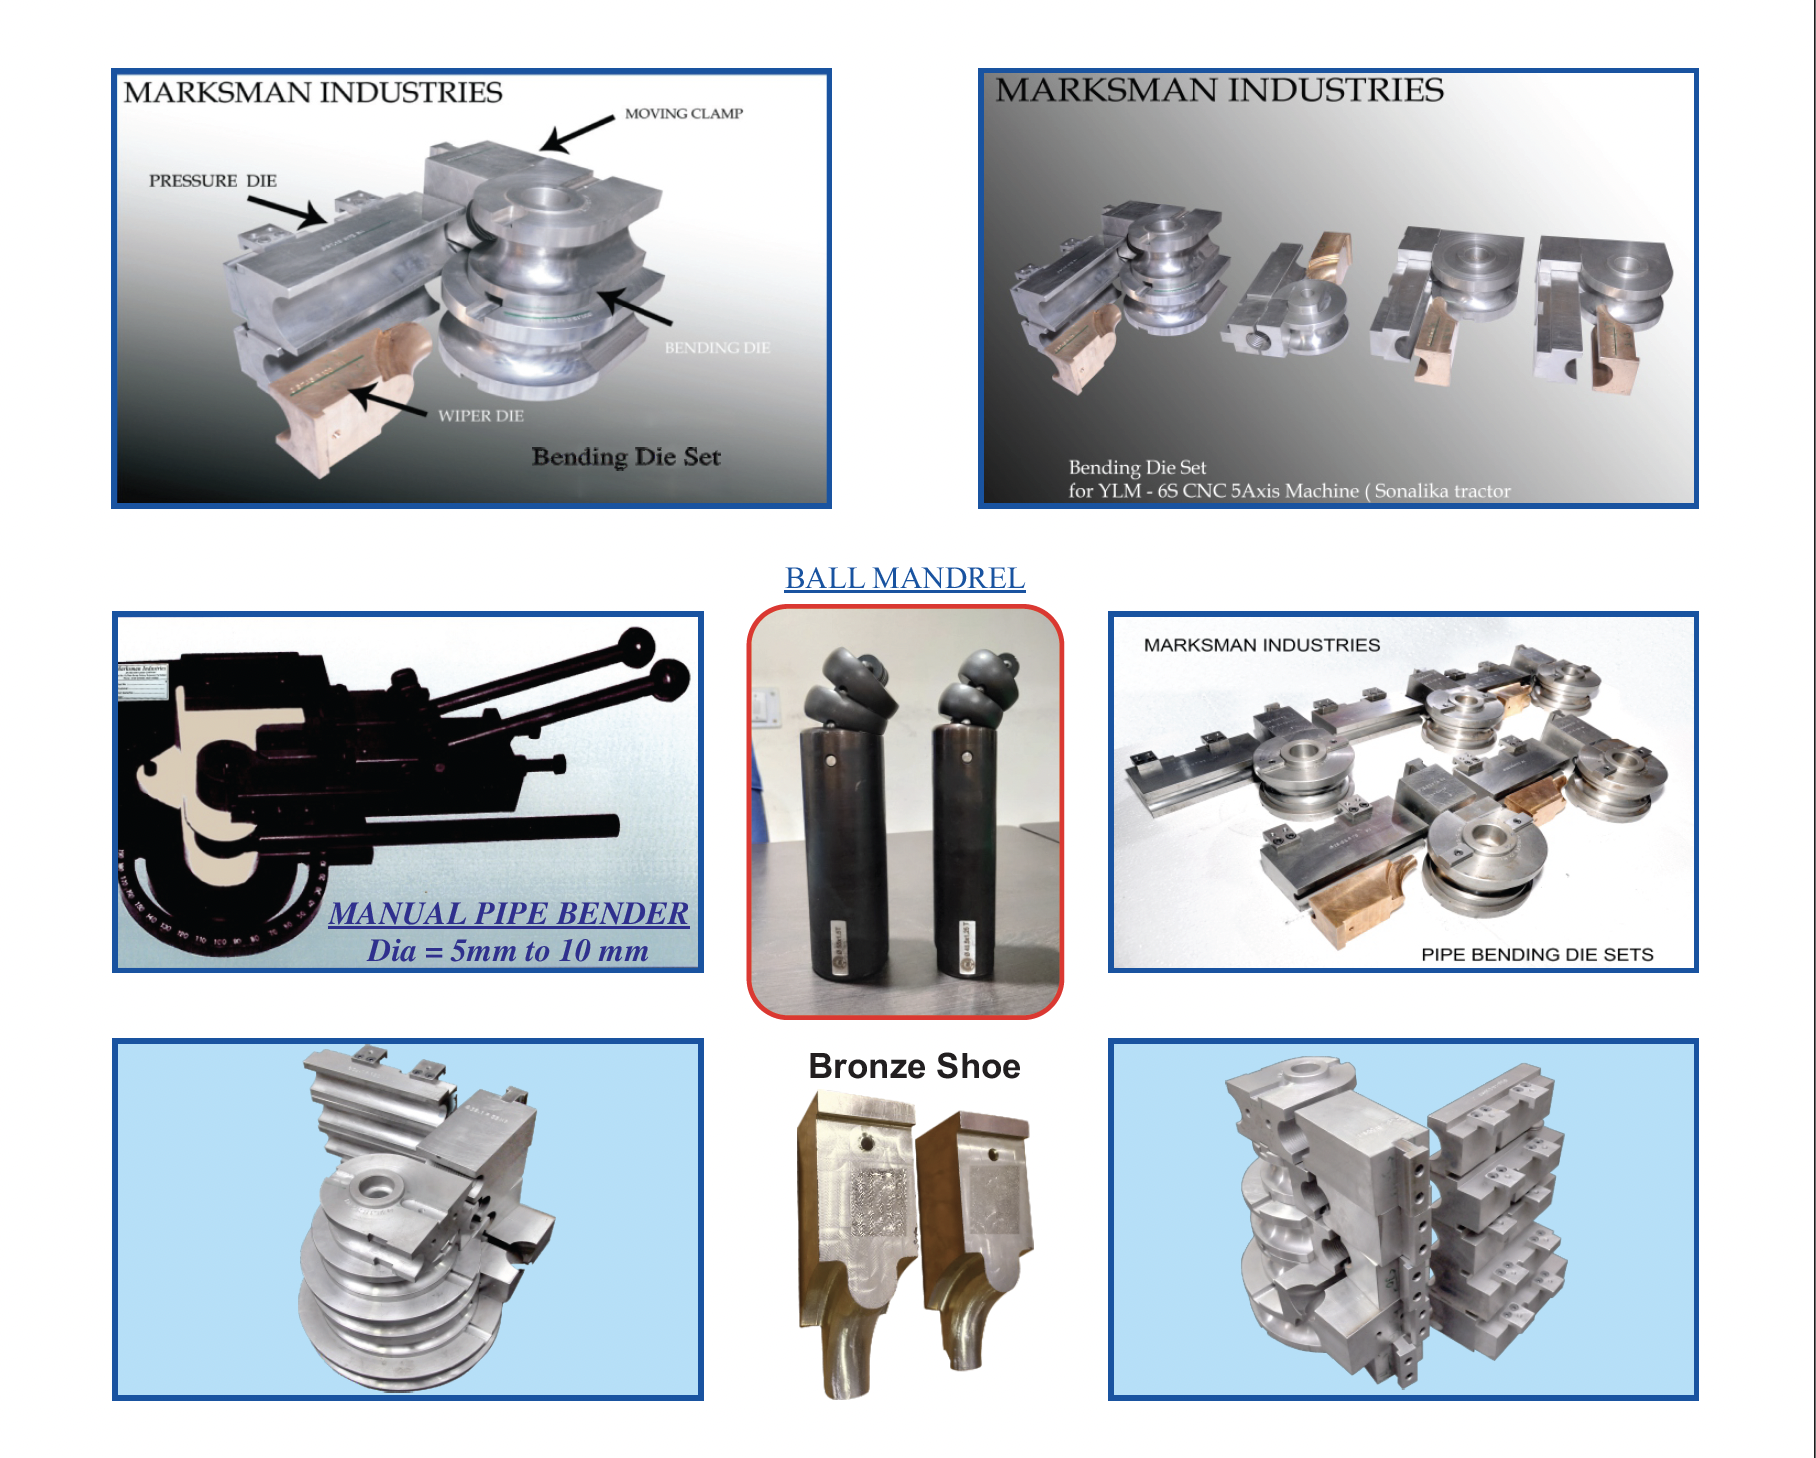 MARKSMAN INDUSTRIES
MOVING CLAMP
PRESSURE DIE
BENDING DIE
WIPER DIE
Bending Die Set
MARKSMAN INDUSTRIES
Bending Die Set
for YLM - 6S CNC 5Axis Machine ( Sonalika tractor
BALL MANDREL
Marksman Industries
MANUAL PIPE BENDER
Dia = 5mm to 10 mm
MARKSMAN INDUSTRIES
PIPE BENDING DIE SETS
Bronze Shoe